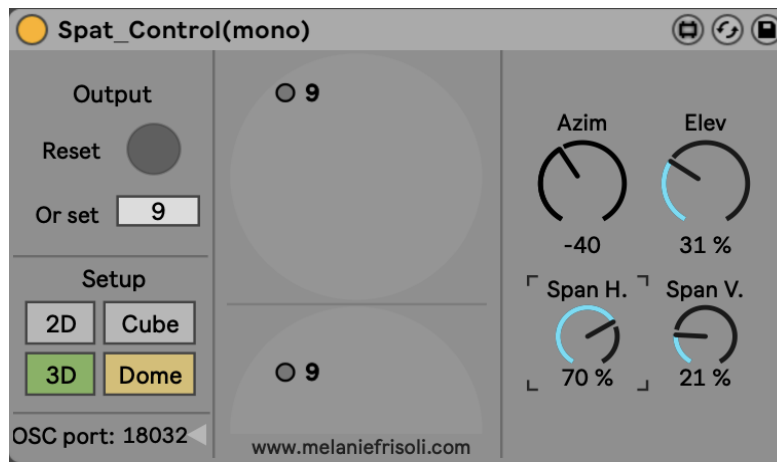 Spat_Control(mono)
Output
Reset
Or set 9
Setup
2D Cube
3D Dome
OSC port: 18032
9
9
www.melaniefrisoli.com
Azim Elev
-40 31 %
Span H. Span V.
70 % 21 %